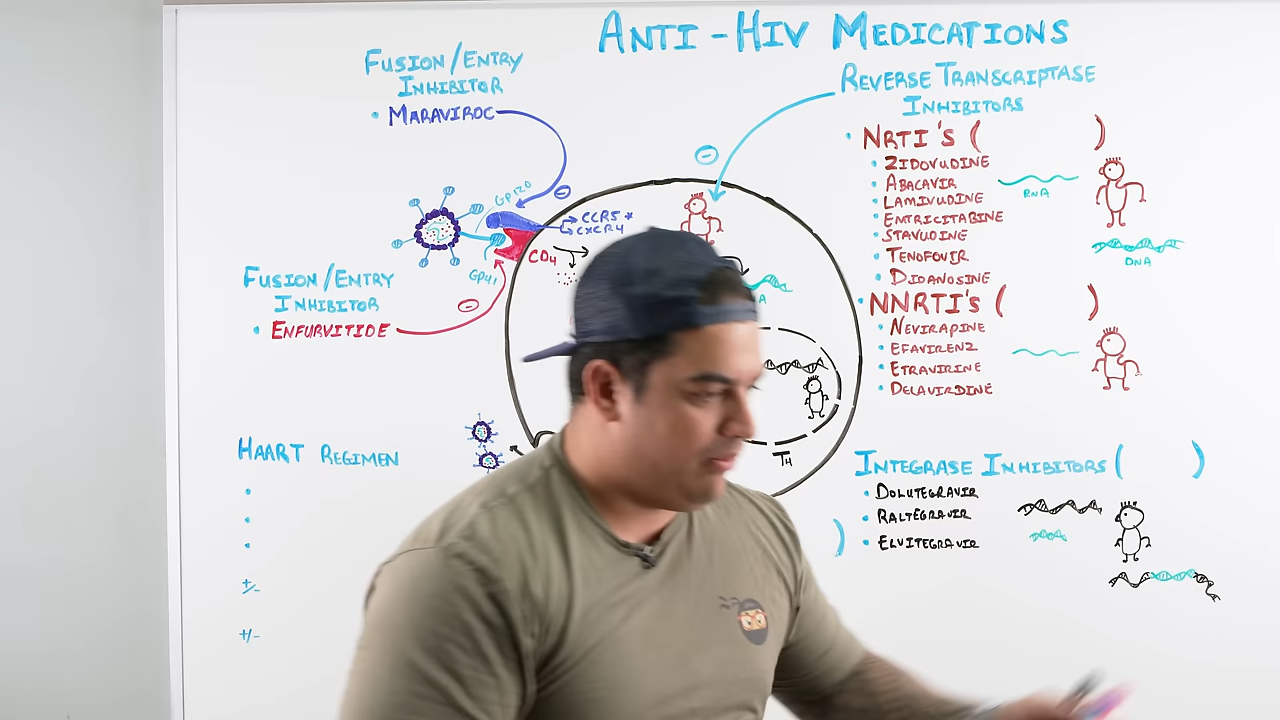 ANTI-HIV MEDICATIONS
FUSION/ENTRY
INHIBITOR
• MARAVIROC
GP120
CCR5 *
CXCR4
CD4
GP41
FUSION/ENTRY
INHIBITOR
• ENFURVITIDE
HAART REGIMEN
+/-
+/-
T4
REVERSE TRANSCRIPTASE
INHIBITORS
• NRTI'S ( )
• ZIDOVUDINE
• ABACAVIR
• LAMIVUDINE
• EMTRICITABINE
• STAVUDINE
• TENOFOVIR
• DIDANOSINE
RNA
DNA
• NNRTI'S ( )
• NEVIRAPINE
• EFAVIRENZ
• ETRAVIRINE
• DELAVIRDINE
INTEGRASE INHIBITORS ( )
• DOLUTEGRAVIR
• RALTEGRAVIR
• ELVITEGRAVIR
)